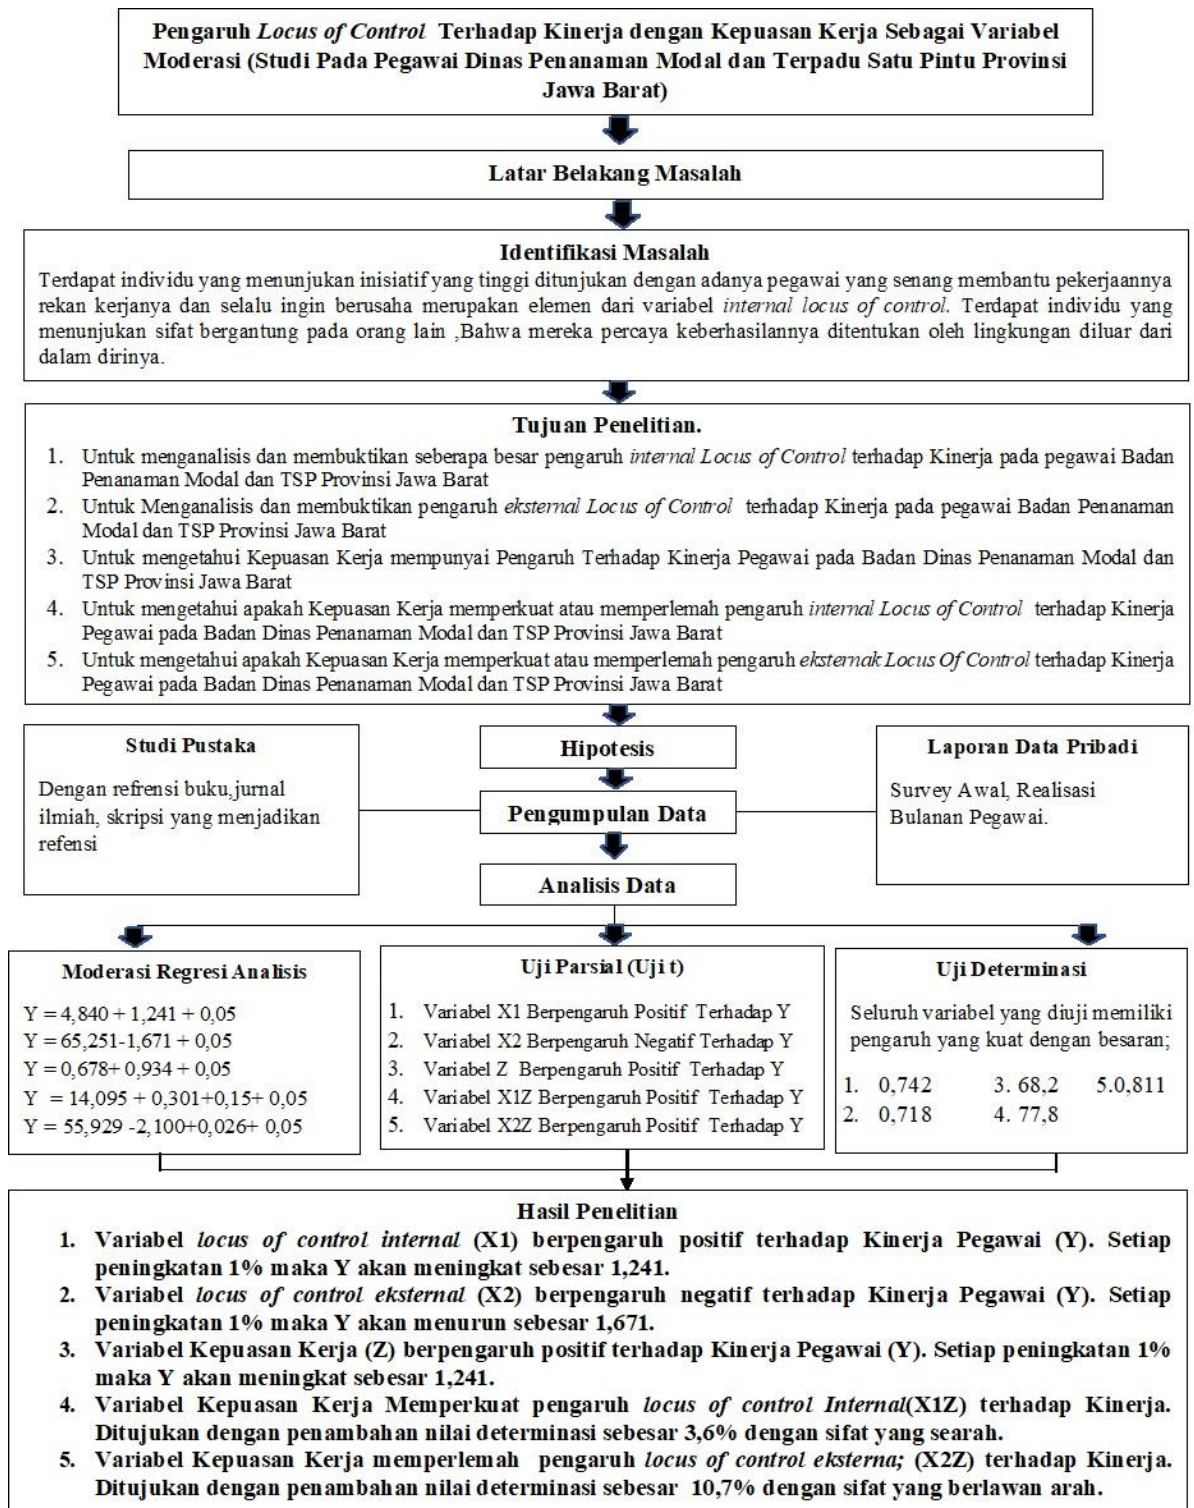 Pengaruh Locus of Control Terhadap Kinerja dengan Kepuasan Kerja Sebagai Variabel
Moderasi (Studi Pada Pegawai Dinas Penanaman Modal dan Terpadu Satu Pintu Provinsi
Jawa Barat)
Latar Belakang Masalah
Identifikasi Masalah
Terdapat individu yang menunjukan inisiatif yang tinggi ditunjukan dengan adanya pegawai yang senang membantu pekerjaannya
rekan kerjanya dan selalu ingin berusaha merupakan elemen dari variabel internal locus of control. Terdapat individu yang
menunjukan sifat bergantung pada orang lain ,Bahwa mereka percaya keberhasilannya ditentukan oleh lingkungan diluar dari
dalam dirinya.
Tujuan Penelitian.
1. Untuk menganalisis dan membuktikan seberapa besar pengaruh internal Locus of Control terhadap Kinerja pada pegawai Badan
Penanaman Modal dan TSP Provinsi Jawa Barat
2. Untuk Menganalisis dan membuktikan pengaruh eksternal Locus of Control terhadap Kinerja pada pegawai Badan Penanaman
Modal dan TSP Provinsi Jawa Barat
3. Untuk mengetahui Kepuasan Kerja mempunyai Pengaruh Terhadap Kinerja Pegawai pada Badan Dinas Penanaman Modal dan
TSP Provinsi Jawa Barat
4. Untuk mengetahui apakah Kepuasan Kerja memperkuat atau memperlemah pengaruh internal Locus of Control terhadap Kinerja
Pegawai pada Badan Dinas Penanaman Modal dan TSP Provinsi Jawa Barat
5. Untuk mengetahui apakah Kepuasan Kerja memperkuat atau memperlemah pengaruh eksternak Locus Of Control terhadap Kinerja
Pegawai pada Badan Dinas Penanaman Modal dan TSP Provinsi Jawa Barat
Studi Pustaka
Dengan refrensi buku,jurnal
ilmiah, skripsi yang menjadikan
refensi
Hipotesis
Pengumpulan Data
Analisis Data
Laporan Data Pribadi
Survey Awal, Realisasi
Bulanan Pegawai.
Moderasi Regresi Analisis
Y = 4,840 + 1,241 + 0,05
Y = 65,251-1,671 + 0,05
Y = 0,678+ 0,934 + 0,05
Y = 14,095 + 0,301+0,15+ 0,05
Y = 55,929 -2,100+0,026+ 0,05
Uji Parsial (Uji t)
1. Variabel X1 Berpengaruh Positif Terhadap Y
2. Variabel X2 Berpengaruh Negatif Terhadap Y
3. Variabel Z Berpengaruh Positif Terhadap Y
4. Variabel X1Z Berpengaruh Positif Terhadap Y
5. Variabel X2Z Berpengaruh Positif Terhadap Y
Uji Determinasi
Seluruh variabel yang diuji memiliki
pengaruh yang kuat dengan besaran;
1. 0,742 3. 68,2 5.0,811
2. 0,718 4. 77,8
Hasil Penelitian
1. Variabel locus of control internal (X1) berpengaruh positif terhadap Kinerja Pegawai (Y). Setiap
peningkatan 1% maka Y akan meningkat sebesar 1,241.
2. Variabel locus of control eksternal (X2) berpengaruh negatif terhadap Kinerja Pegawai (Y). Setiap
peningkatan 1% maka Y akan menurun sebesar 1,671.
3. Variabel Kepuasan Kerja (Z) berpengaruh positif terhadap Kinerja Pegawai (Y). Setiap peningkatan 1%
maka Y akan meningkat sebesar 1,241.
4. Variabel Kepuasan Kerja Memperkuat pengaruh locus of control Internal(X1Z) terhadap Kinerja.
Ditujukan dengan penambahan nilai determinasi sebesar 3,6% dengan sifat yang searah.
5. Variabel Kepuasan Kerja memperlemah pengaruh locus of control eksterna; (X2Z) terhadap Kinerja.
Ditujukan dengan penambahan nilai determinasi sebesar 10,7% dengan sifat yang berlawan arah.